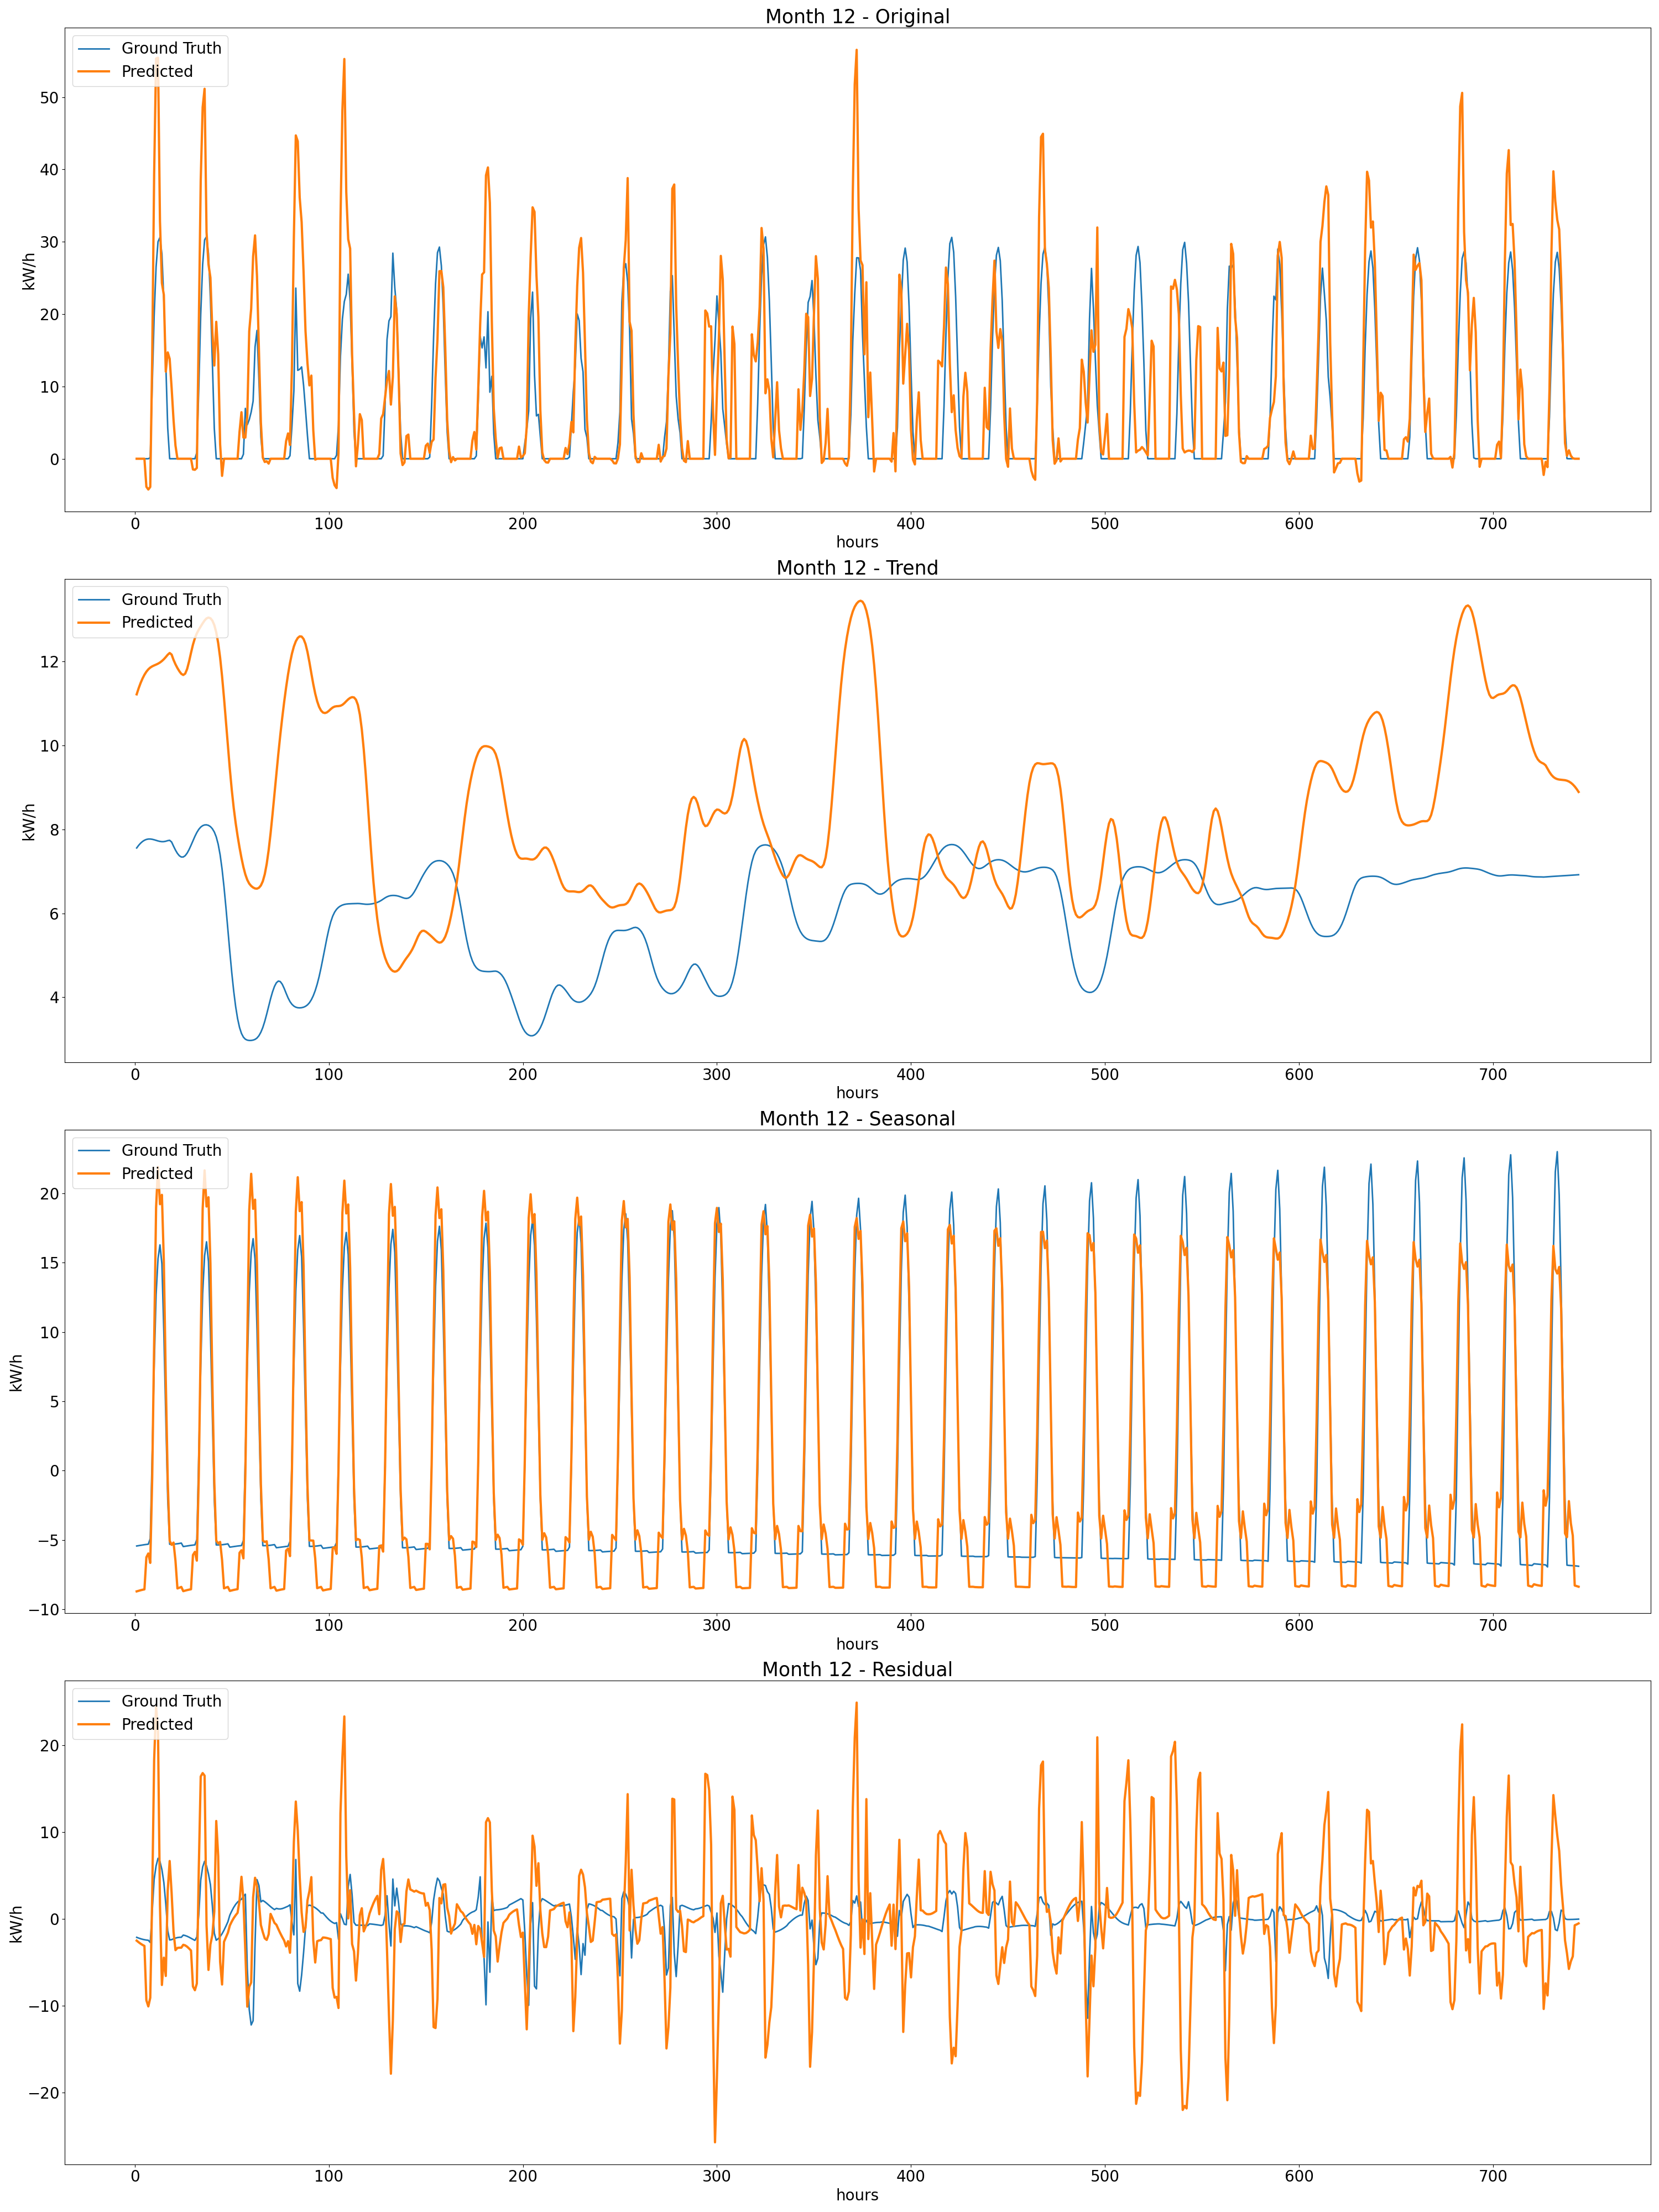 Month 12 - Original
Ground Truth
Predicted
50
40
30
20
10
0
kW/h
0 100 200 300 400 500 600 700
hours
Month 12 - Trend
Ground Truth
Predicted
12
10
8
6
4
kW/h
0 100 200 300 400 500 600 700
hours
Month 12 - Seasonal
Ground Truth
Predicted
20
15
10
5
0
−5
−10
kW/h
0 100 200 300 400 500 600 700
hours
Month 12 - Residual
Ground Truth
Predicted
20
10
0
−10
−20
kW/h
0 100 200 300 400 500 600 700
hours